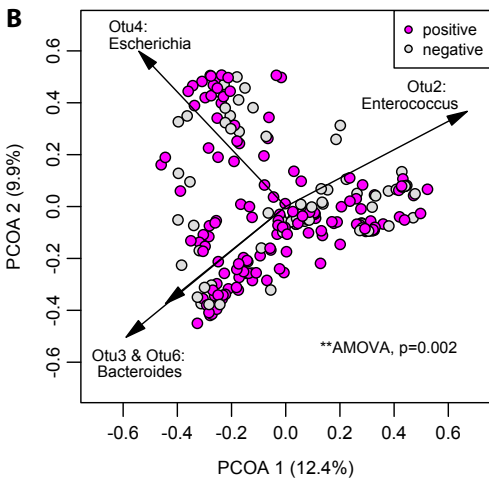 B
Otu4:
Escherichia
positive
negative
Otu2:
Enterococcus
Otu3 & Otu6:
Bacteroides
**AMOVA, p=0.002
PCOA 2 (9.9%)
0.6
0.4
0.2
0.0
-0.2
-0.4
-0.6
-0.6 -0.4 -0.2 0.0 0.2 0.4 0.6
PCOA 1 (12.4%)